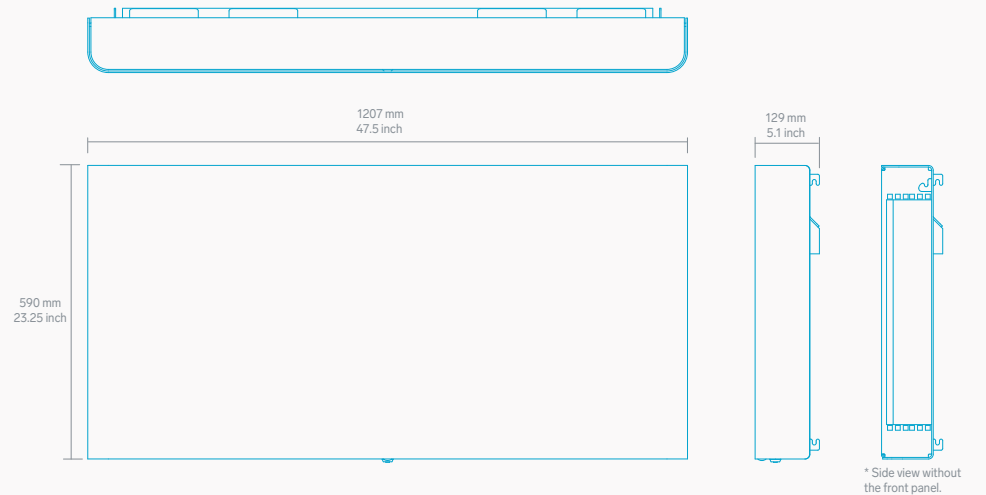 1207 mm
47.5 inch
129 mm
5.1 inch
590 mm
23.25 inch
* Side view without
the front panel.